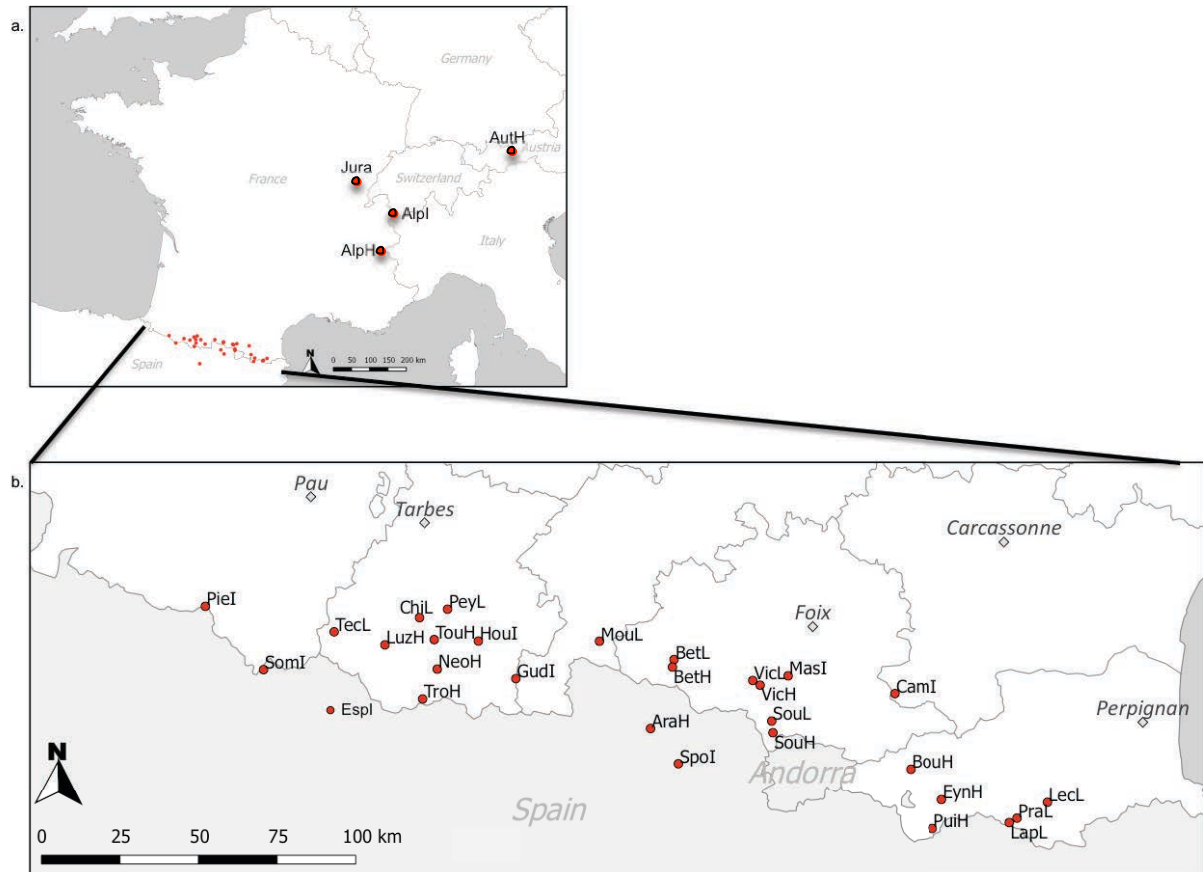 a.
Germany
AutH
Austria
Jura
France
Switzerland
AlpI
AlpH
Italy
Spain
N
0 50 100 150 200 km
b.
Pau
Tarbes
Carcassonne
PieI
ChiL
PeyL
TecL
LuzH
TouH
HouI
MouL
Foix
SomI
NeoH
GudI
BetL
BetH
VicL
MasI
VicH
CamI
TroH
EspI
AraH
SouL
SouH
Perpignan
SpoI
Andorra
BouH
N
Spain
EynH
LecL
PraL
PuiH
LapL
0 25 50 75 100 km